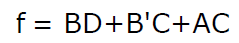 f = BD+B'C+AC